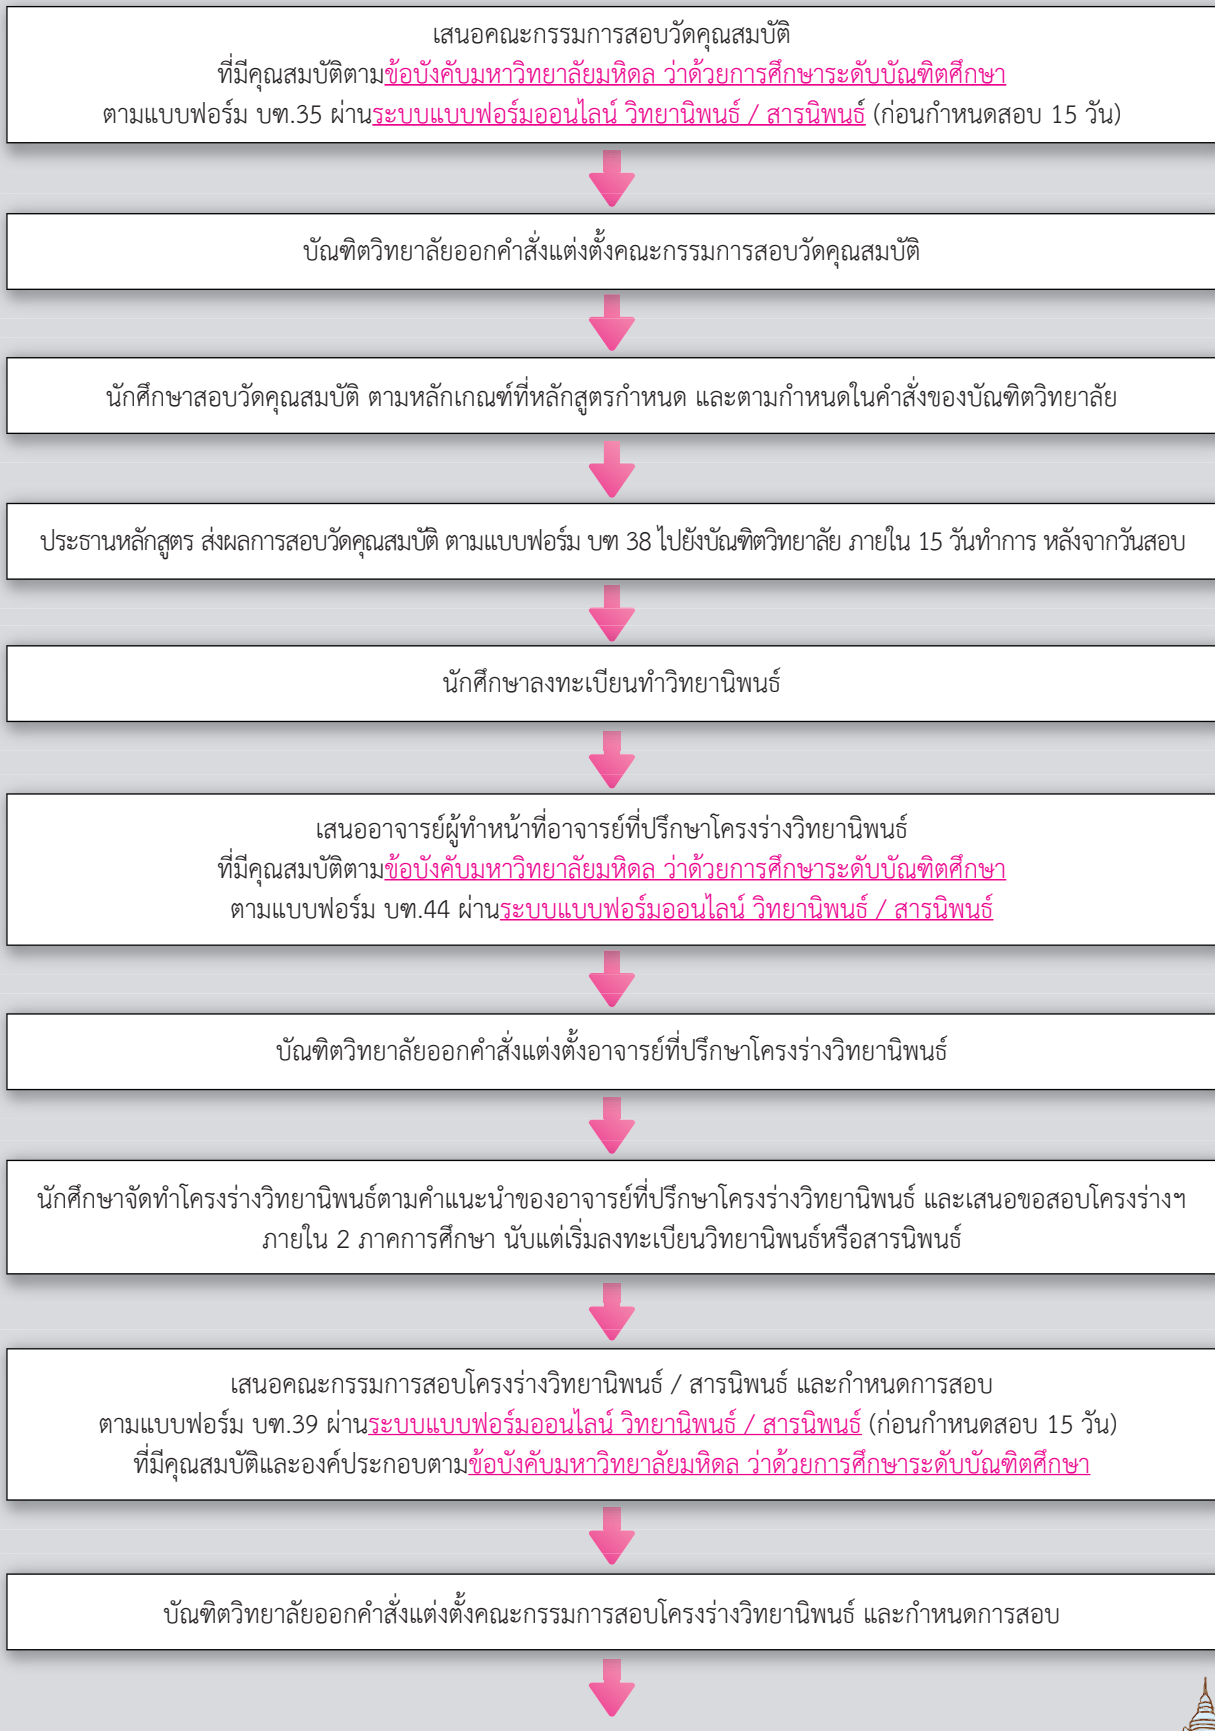 เสนอคณะกรรมการสอบวัดคุณสมบัติ
ที่มีคุณสมบัติตามข้อบังคับมหาวิทยาลัยมหิดล ว่าด้วยการศึกษาระดับบัณฑิตศึกษา
ตามแบบฟอร์ม บฑ.35 ผ่านระบบแบบฟอร์มออนไลน์ วิทยานิพนธ์ / สารนิพนธ์ (ก่อนกำหนดสอบ 15 วัน)
บัณฑิตวิทยาลัยออกคำสั่งแต่งตั้งคณะกรรมการสอบวัดคุณสมบัติ
นักศึกษาสอบวัดคุณสมบัติ ตามหลักเกณฑ์ที่หลักสูตรกำหนด และตามกำหนดในคำสั่งของบัณฑิตวิทยาลัย
ประธานหลักสูตร ส่งผลการสอบวัดคุณสมบัติ ตามแบบฟอร์ม บฑ 38 ไปยังบัณฑิตวิทยาลัย ภายใน 15 วันทำการ หลังจากวันสอบ
นักศึกษาลงทะเบียนทำวิทยานิพนธ์
เสนออาจารย์ผู้ทำหน้าที่อาจารย์ที่ปรึกษาโครงร่างวิทยานิพนธ์
ที่มีคุณสมบัติตามข้อบังคับมหาวิทยาลัยมหิดล ว่าด้วยการศึกษาระดับบัณฑิตศึกษา
ตามแบบฟอร์ม บฑ.44 ผ่านระบบแบบฟอร์มออนไลน์ วิทยานิพนธ์ / สารนิพนธ์
บัณฑิตวิทยาลัยออกคำสั่งแต่งตั้งอาจารย์ที่ปรึกษาโครงร่างวิทยานิพนธ์
นักศึกษาจัดทำโครงร่างวิทยานิพนธ์ตามคำแนะนำของอาจารย์ที่ปรึกษาโครงร่างวิทยานิพนธ์ และเสนอขอสอบโครงร่างฯ
ภายใน 2 ภาคการศึกษา นับแต่เริ่มลงทะเบียนวิทยานิพนธ์หรือสารนิพนธ์
เสนอคณะกรรมการสอบโครงร่างวิทยานิพนธ์ / สารนิพนธ์ และกำหนดการสอบ
ตามแบบฟอร์ม บฑ.39 ผ่านระบบแบบฟอร์มออนไลน์ วิทยานิพนธ์ / สารนิพนธ์ (ก่อนกำหนดสอบ 15 วัน)
ที่มีคุณสมบัติและองค์ประกอบตามข้อบังคับมหาวิทยาลัยมหิดล ว่าด้วยการศึกษาระดับบัณฑิตศึกษา
บัณฑิตวิทยาลัยออกคำสั่งแต่งตั้งคณะกรรมการสอบโครงร่างวิทยานิพนธ์ และกำหนดการสอบ